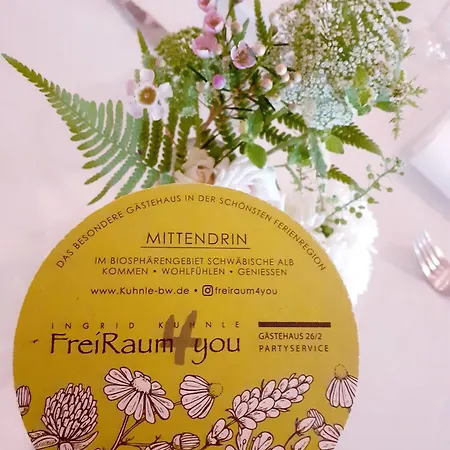 DAS BESONDERE GÄSTEHAUS IN DER SCHÖNSTEN FERIENREGION
MITTENDRIN
IM BIOSPHÄRENGEBIET SCHWÄBISCHE ALB
KOMMEN • WOHLFÜHLEN • GENIESSEN
www.Kuhnle-bw.de • freiraum4you
INGRID KUHNLE
FreiRaum4you
GÄSTEHAUS 26/2
PARTYSERVICE